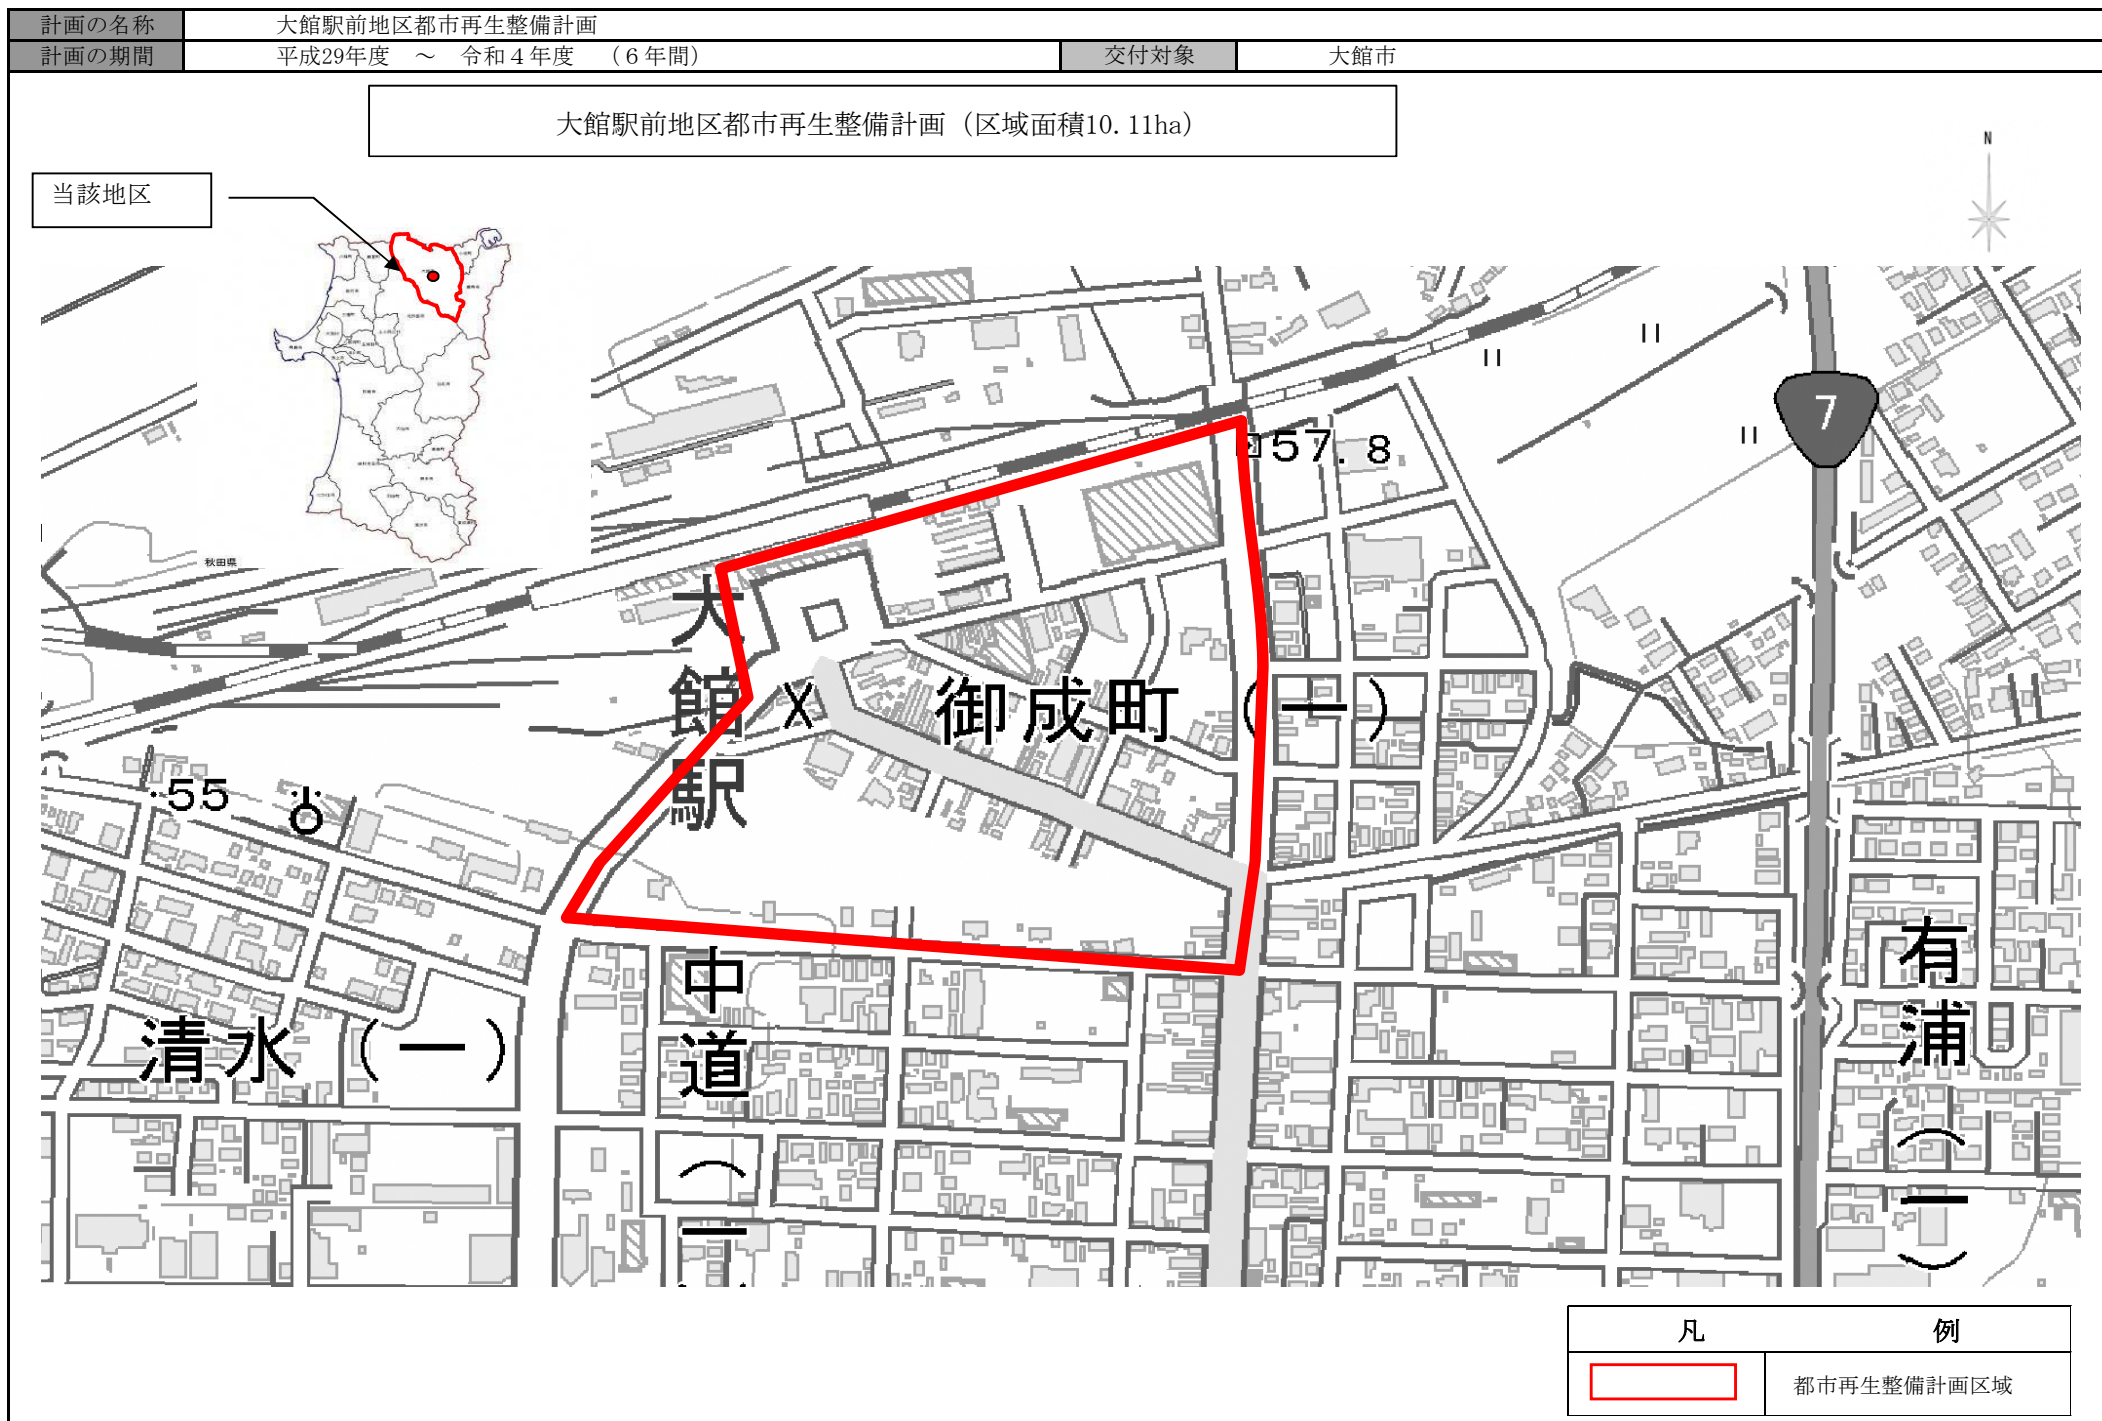 計画の名称 大館駅前地区都市再生整備計画
計画の期間 平成29年度 ～ 令和４年度 （６年間） 交付対象 大館市
大館駅前地区都市再生整備計画（区域面積10.11ha）
当該地区
N
秋田県
7
57.8
大館駅
御成町（一）
55
中道（一
清水（一）
有浦（一）
凡 例
都市再生整備計画区域